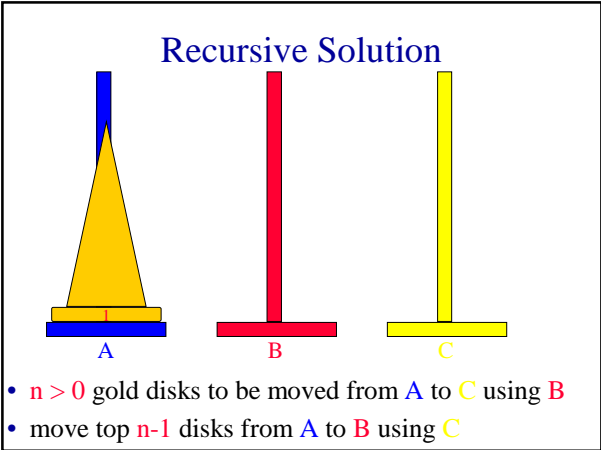 Recursive Solution
1
A B C
• n > 0 gold disks to be moved from A to C using B
• move top n-1 disks from A to B using C